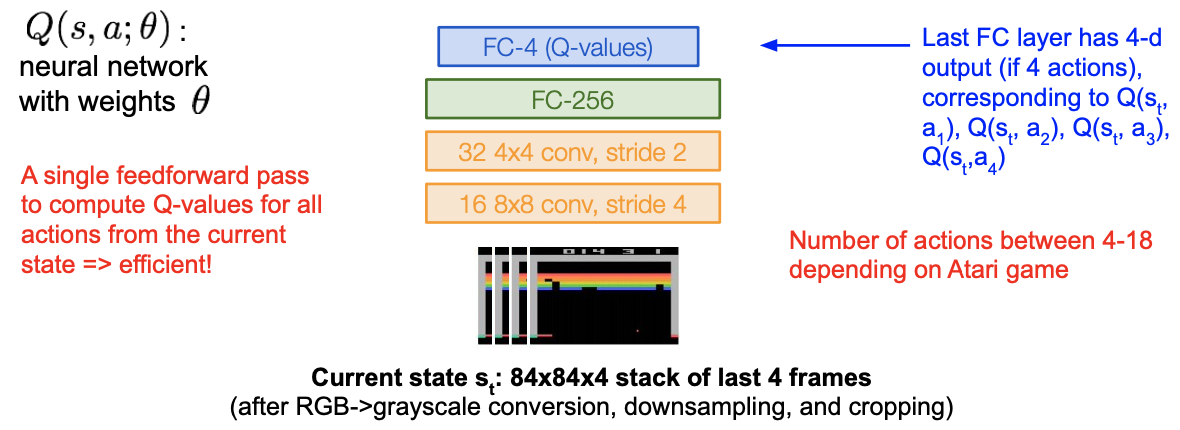 Q(s, a; θ) :
neural network
with weights θ
A single feedforward pass
to compute Q-values for all
actions from the current
state => efficient!
FC-4 (Q-values)
FC-256
32 4x4 conv, stride 2
16 8x8 conv, stride 4
Last FC layer has 4-d
output (if 4 actions),
corresponding to Q(s_t,
a_1), Q(s_t, a_2), Q(s_t, a_3),
Q(s_t,a_4)
Number of actions between 4-18
depending on Atari game
014 3 1
Current state s_t: 84x84x4 stack of last 4 frames
(after RGB->grayscale conversion, downsampling, and cropping)